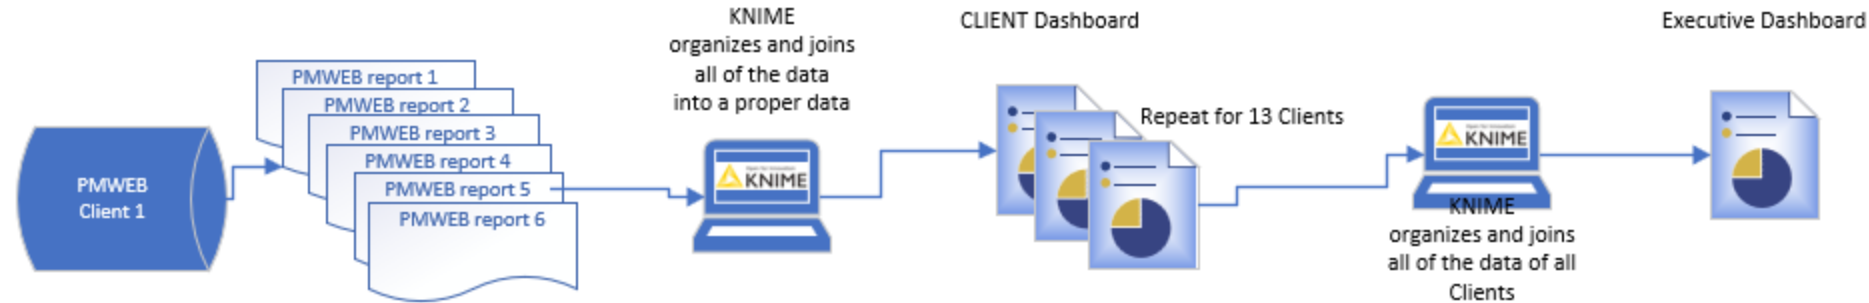 PMWEB
Client 1
PMWEB report 1
PMWEB report 2
PMWEB report 3
PMWEB report 4
PMWEB report 5
PMWEB report 6
KNIME
organizes and joins
all of the data
into a proper data
KNIME
CLIENT Dashboard
Repeat for 13 Clients
KNIME
KNIME
organizes and joins
all of the data of all
Clients
Executive Dashboard